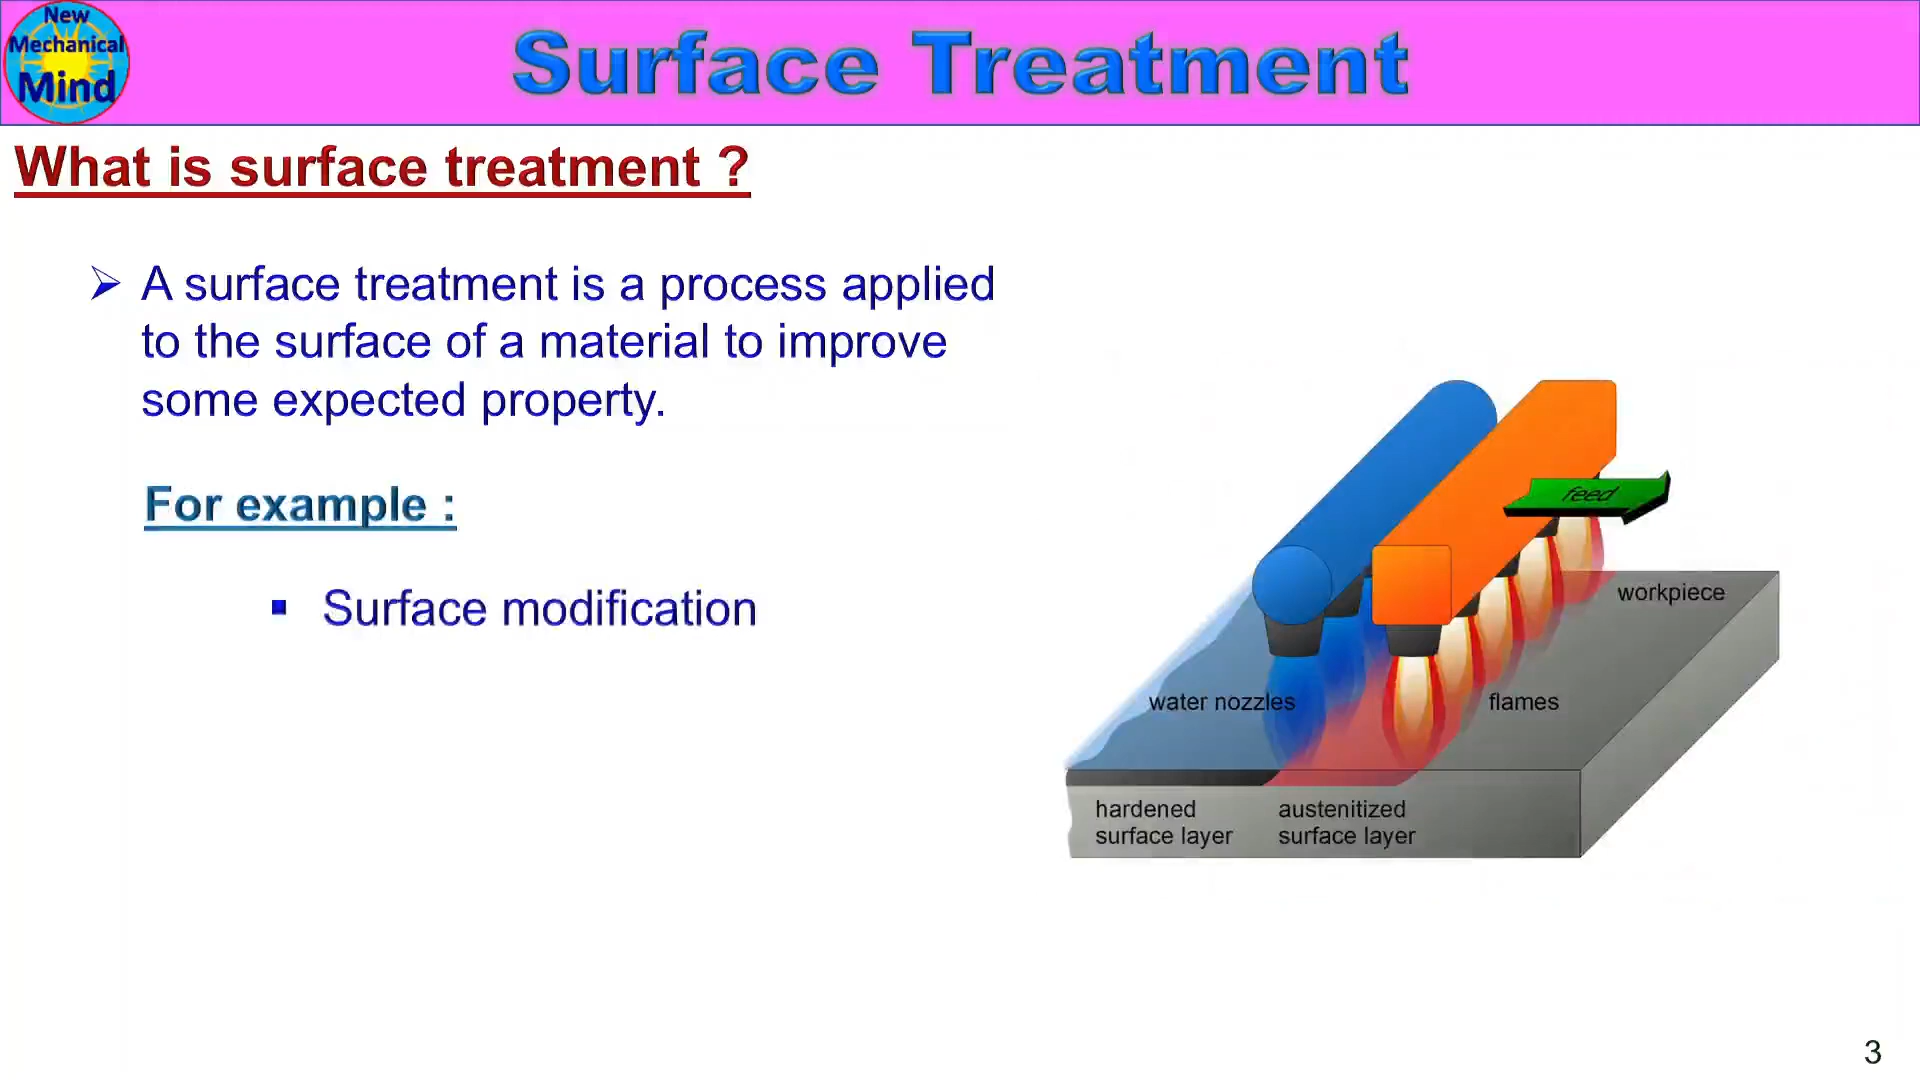 New
Mechanical
Mind
Surface Treatment
What is surface treatment ?
A surface treatment is a process applied
to the surface of a material to improve
some expected property.
For example :
Surface modification
feed
workpiece
water nozzles
flames
hardened
surface layer
austenitized
surface layer
3